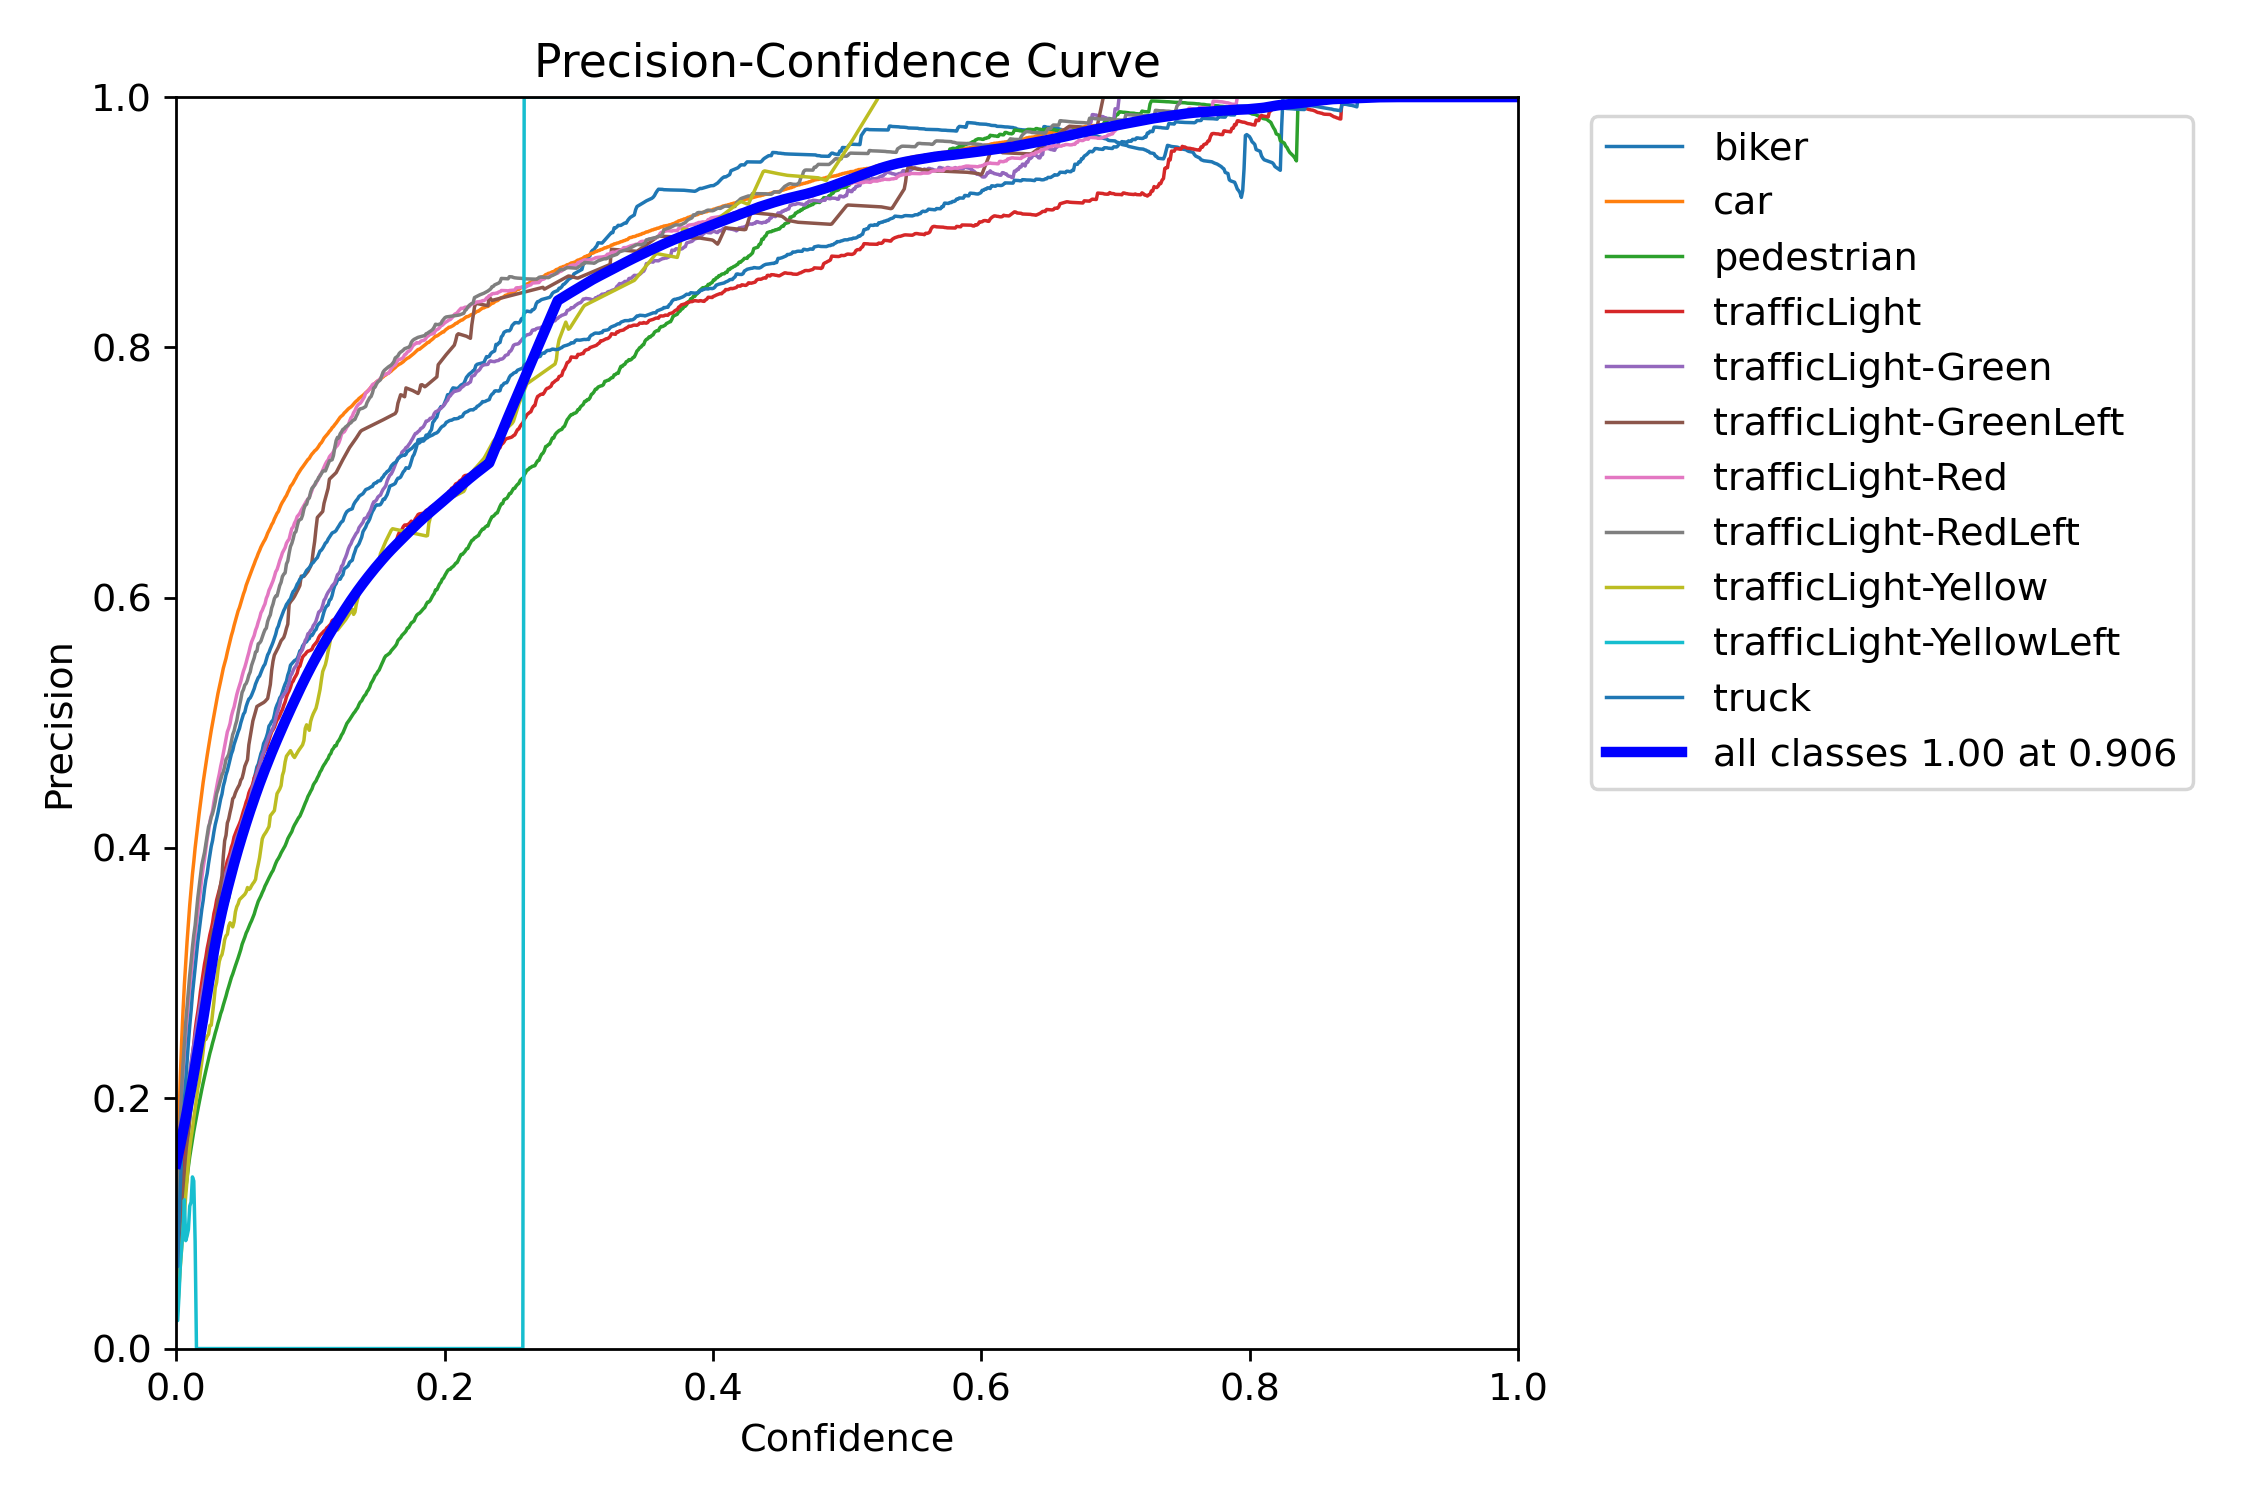 Precision-Confidence Curve
1.0
0.8
0.6
0.4
0.2
0.0
Precision
0.0 0.2 0.4 0.6 0.8 1.0
Confidence
biker
car
pedestrian
trafficLight
trafficLight-Green
trafficLight-GreenLeft
trafficLight-Red
trafficLight-RedLeft
trafficLight-Yellow
trafficLight-YellowLeft
truck
all classes 1.00 at 0.906